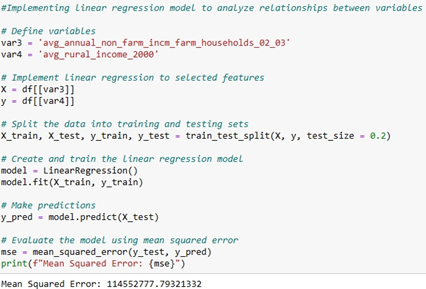 #Implementing linear regression model to analyze relationships between variables
# Define variables
var3 = 'avg_annual_non_farm_incm_farm_households_02_03'
var4 = 'avg_rural_income_2000'
# Implement linear regression to selected features
X = df[[var3]]
y = df[[var4]]
# Split the data into training and testing sets
X_train, X_test, y_train, y_test = train_test_split(X, y, test_size = 0.2)
# Create and train the linear regression model
model = LinearRegression()
model.fit(X_train, y_train)
# Make predictions
y_pred = model.predict(X_test)
# Evaluate the model using mean squared error
mse = mean_squared_error(y_test, y_pred)
print(f"Mean Squared Error: {mse}")
Mean Squared Error: 114552777.79321332